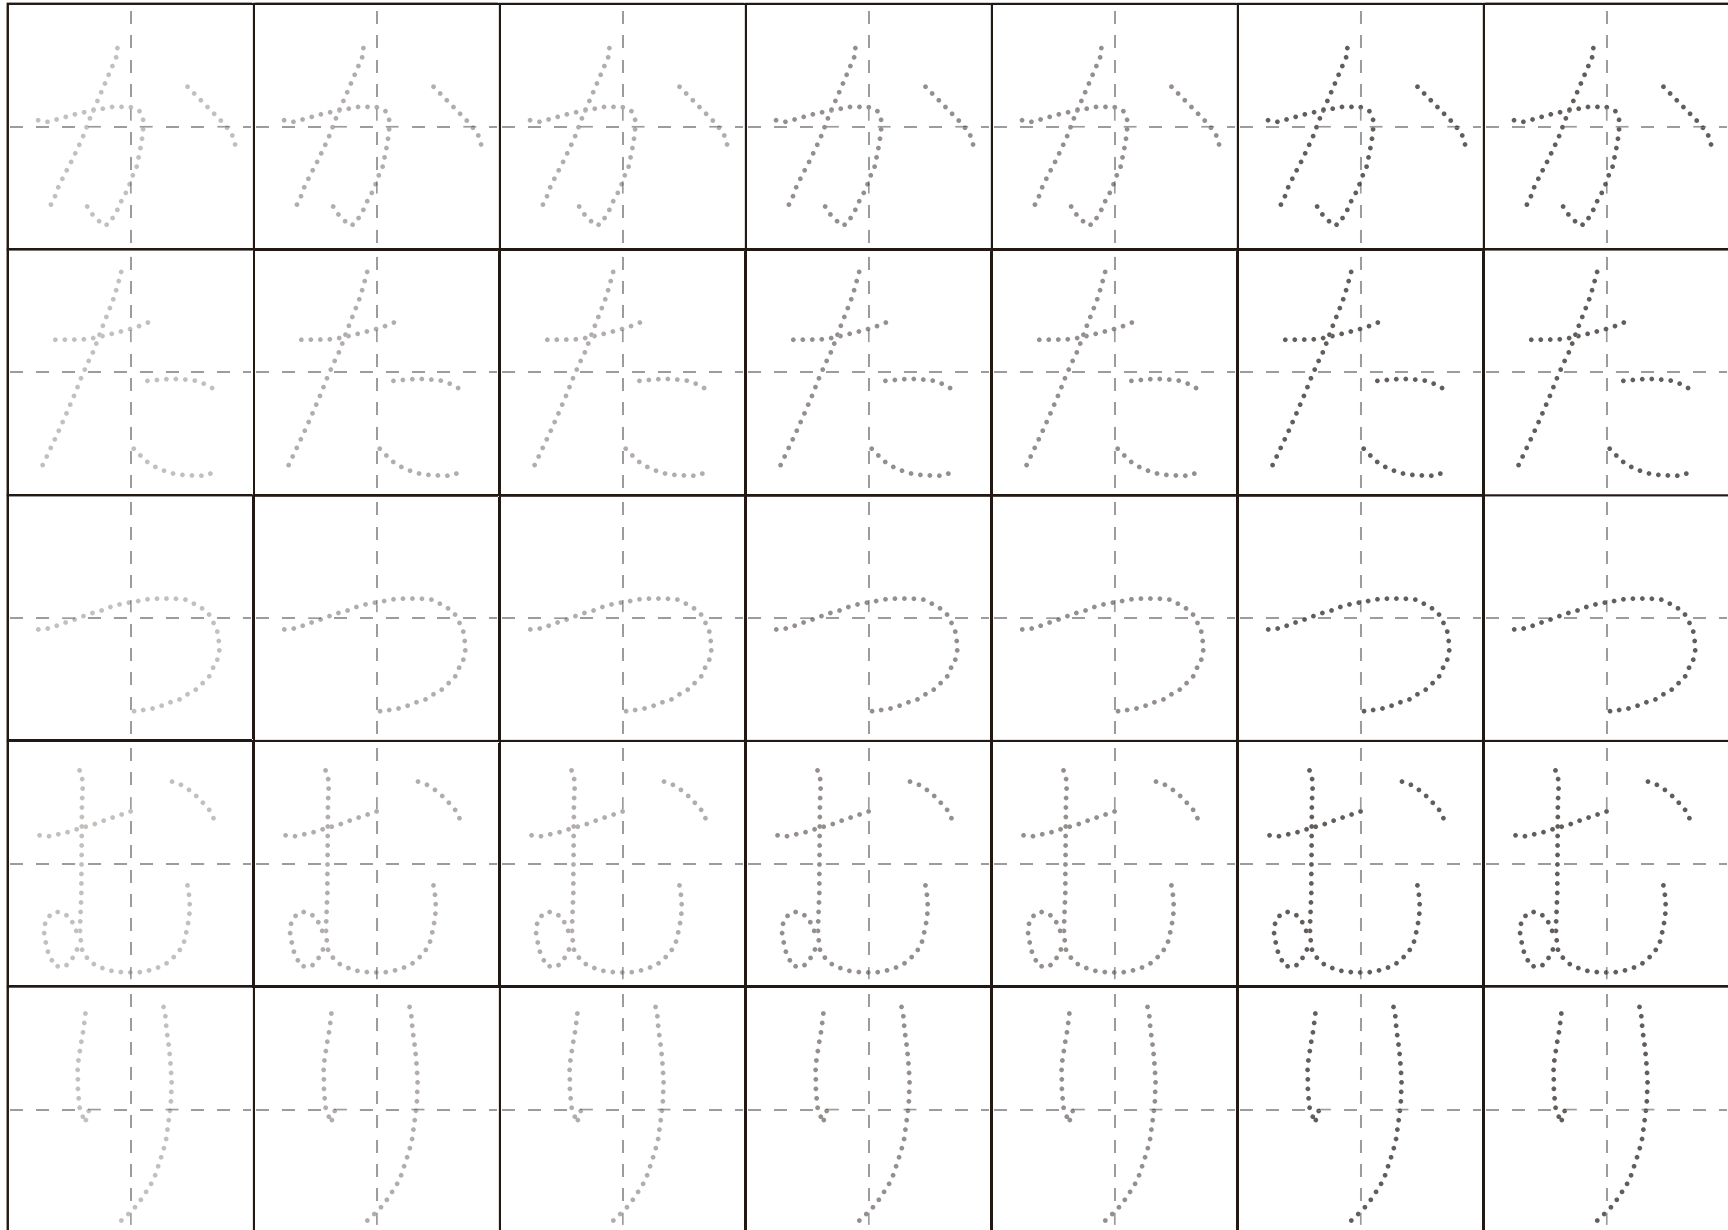 か か か か か か か
た た た た た た た
つ つ つ つ つ つ つ
む む む む む む む
り り り り り り り